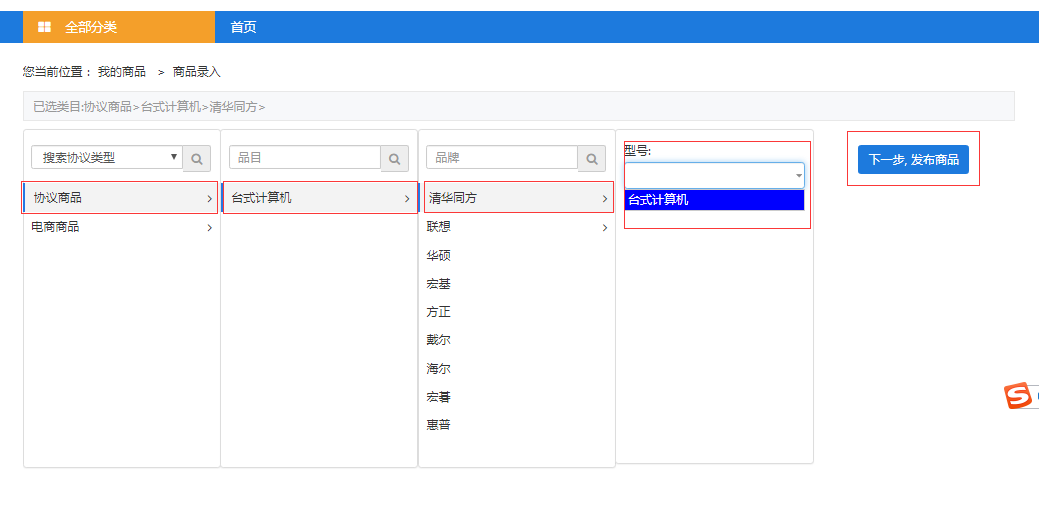 全部分类 首页
您当前位置: 我的商品 > 商品录入
已选类目:协议商品>台式计算机>清华同方>
搜索协议类型
协议商品
电商商品
品目
台式计算机
品牌
清华同方
联想
华硕
宏基
方正
戴尔
海尔
宏碁
惠普
型号:
台式计算机
下一步, 发布商品